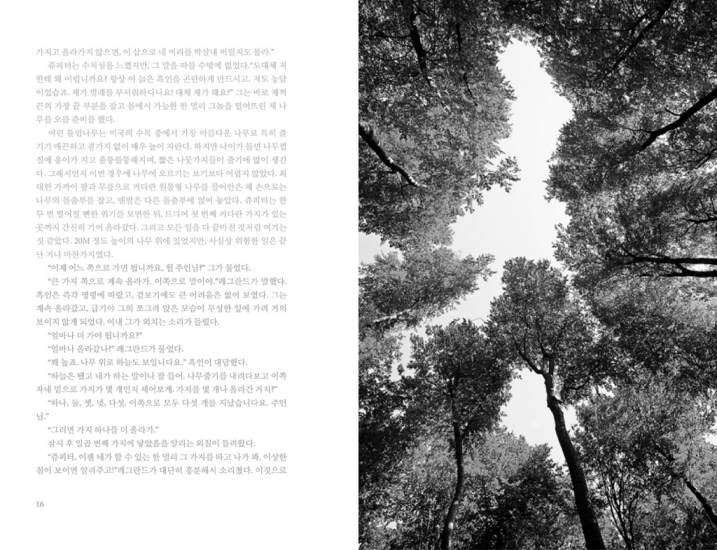 가지고 올라가지 않으면, 이 삽으로 네 머리를 박살내 버릴지도 몰라."
쥬피터는 수치심을 느꼈지만, 그 말을 따를 수밖에 없었다."도대체 저
한테 왜 이럽니까요? 항상 이 늙은 흑인을 곤란하게 만드시고. 저도 농담
이었습죠. 제가 벌레를 무서워하다니요! 대체 제가 왜요?" 그는 바로 채찍
끈의 가장 끝 부분을 잡고 몸에서 가능한 한 멀리 그놈을 떨어뜨린 채 나
무를 오를 준비를 했다.
어린 튤립나무는 미국의 수목 중에서 가장 아름다운 나무로 특히 줄
기가 매끈하고 곁가지 없이 매우 높이 자란다. 하지만 나이가 들면 나무껍
질에 옹이가 지고 울퉁불퉁해지며, 짧은 나뭇가지들이 줄기에 많이 생긴
다. 그래서인지 이번 경우에 나무에 오르기는 보기보다 어렵지 않았다. 최
대한 가까이 팔과 무릎으로 커다란 원통형 나무를 끌어안은 채 손으로는
나무의 돌출부를 잡고, 맨발은 다른 돌출부에 얹어 놓았다. 쥬피터는 한
두 번 떨어질 뻔한 위기를 모면한 뒤, 드디어 첫 번째 커다란 가지가 있는
곳까지 간신히 기어 올라갔다. 그리고 모든 일을 다 끝마친 것처럼 여기는
것 같았다. 20M 정도 높이의 나무 위에 있었지만, 사실상 위험한 일은 끝
난 거나 마찬가지였다.
"이제 어느 쪽으로 가면 됩니까요, 윌 주인님?" 그가 물었다.
"큰 가지 쪽으로 계속 올라가. 이쪽으로 말이야."레그란드가 말했다.
흑인은 즉각 명령에 따랐고, 겉보기에도 큰 어려움은 없어 보였다. 그는
계속 올라갔고, 급기야 그의 쪼그려 앉은 모습이 무성한 잎에 가려 거의
보이지 않게 되었다. 이내 그가 외치는 소리가 들렸다.
"얼마나 더 가야 됩니까요?"
"얼마나 올라갔나?" 레그란드가 물었다.
"꽤 높죠. 나무 위로 하늘도 보입니다요." 흑인이 대답했다.
"하늘은 됐고 내가 하는 말이나 잘 들어. 나무줄기를 내려다보고 이쪽
자네 밑으로 가지가 몇 개인지 세어보게. 가지를 몇 개나 올라간 거지?"
"하나, 둘, 셋, 넷, 다섯. 이쪽으로 모두 다섯 개를 지났습니다요. 주인
님."
"그러면 가지 하나를 더 올라가."
잠시 후 일곱 번째 가지에 닿았음을 알리는 외침이 들려왔다.
"쥬피터, 이젠 네가 할 수 있는 한 멀리 그 가지를 타고 나가 봐. 이상한
점이 보이면 알려주고!"레그란드가 대단히 흥분해서 소리쳤다. 이것으로
16